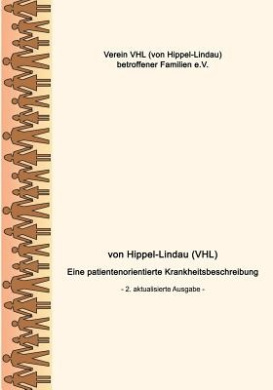 Verein VHL (von Hippel-Lindau)
betroffener Familien e.V.
von Hippel-Lindau (VHL)
Eine patientenorientierte Krankheitsbeschreibung
- 2. aktualisierte Ausgabe -